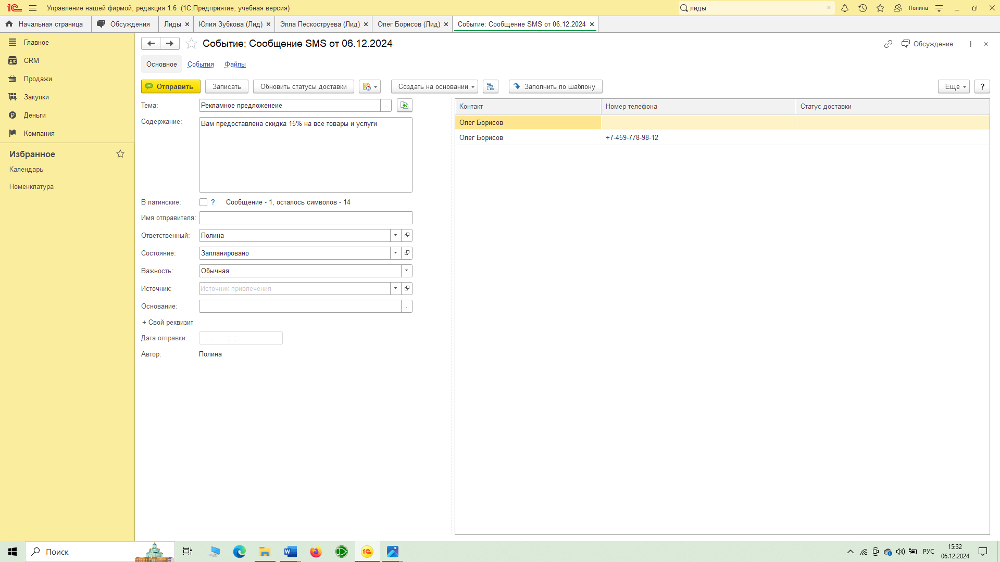 1С Управление нашей фирмой, редакция 1.6 (1С:Предприятие, учебная версия) лиды × Полина
Начальная страница Обсуждения Лиды × Юлия Зубкова (Лид) × Элла Пескоструева (Лид) × Олег Борисов (Лид) × Событие: Сообщение SMS от 06.12.2024 ×
Главное
CRM
Продажи
Закупки
Деньги
Компания
Избранное
Календарь
Номенклатура
Событие: Сообщение SMS от 06.12.2024
Обсуждение
Основное События Файлы
SMS Отправить Записать Обновить статусы доставки Создать на основании Заполнить по шаблону Еще ?
Тема: Рекламное предложенеие ...
Содержание: Вам предоставлена скидка 15% на все товары и услуги
В латинские: ? Сообщение - 1, осталось символов - 14
Имя отправителя:
Ответственный: Полина
Состояние: Запланировано
Важность: Обычная
Источник: Источник привлечения
Основание: ...
+ Свой реквизит
Дата отправки: . . : :
Автор: Полина
Контакт Номер телефона Статус доставки
Олег Борисов
Олег Борисов +7-459-778-98-12
Поиск
РУС
15:32
06.12.2024